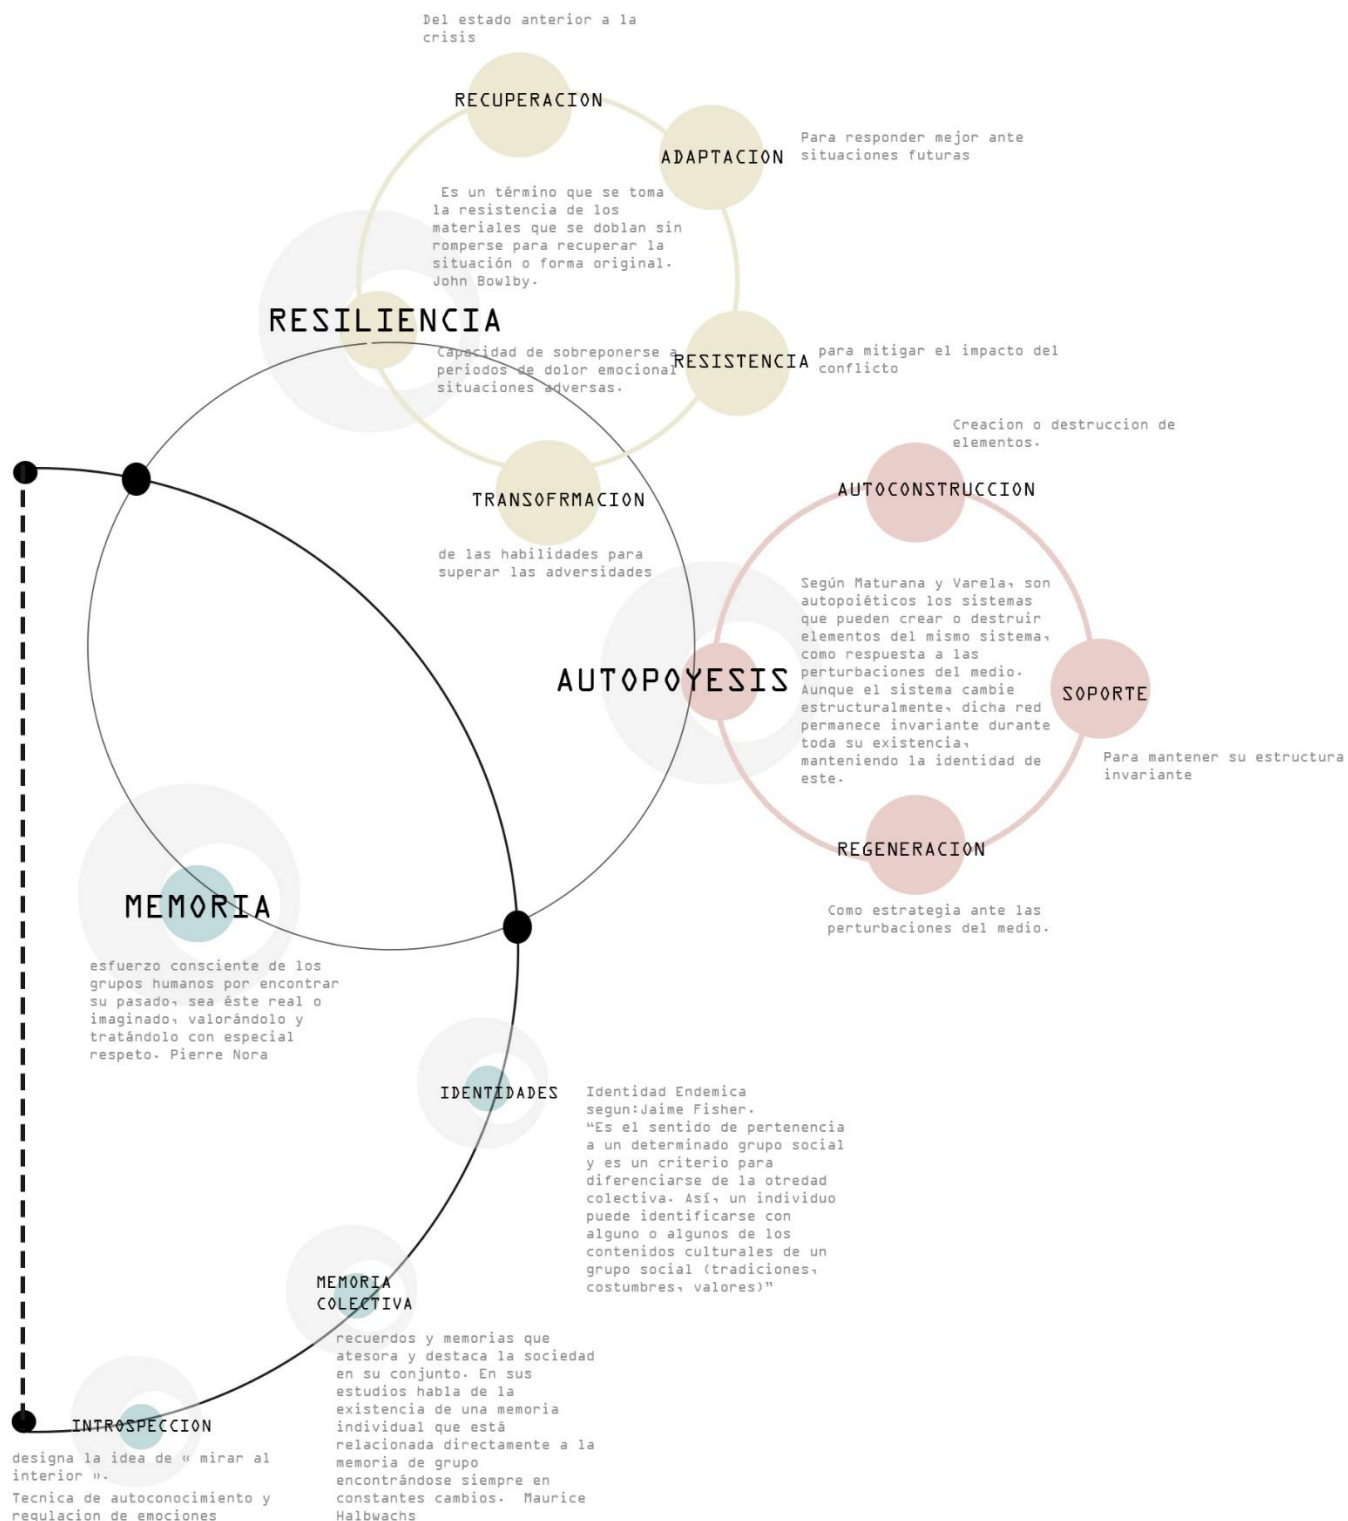 Del estado anterior a la
crisis
RECUPERACION
ADAPTACION
Para responder mejor ante
situaciones futuras
Es un término que se toma
la resistencia de los
materiales que se doblan sin
romperse para recuperar la
situación o forma original.
John Bowlby.
RESILIENCIA
Capacidad de sobreponerse a
periodos de dolor emocional
situaciones adversas.
RESISTENCIA
para mitigar el impacto del
conflicto
TRANSOFRMACION
de las habilidades para
superar las adversidades
Creacion o destruccion de
elementos.
AUTOCONSTRUCCION
Según Maturana y Varela, son
autopoiéticos los sistemas
que pueden crear o destruir
elementos del mismo sistema,
como respuesta a las
perturbaciones del medio.
Aunque el sistema cambie
estructuralmente, dicha red
permanece invariante durante
toda su existencia,
manteniendo la identidad de
este.
AUTOPOYESIS
SOPORTE
Para mantener su estructura
invariante
REGENERACION
Como estrategia ante las
perturbaciones del medio.
MEMORIA
esfuerzo consciente de los
grupos humanos por encontrar
su pasado, sea éste real o
imaginado, valorándolo y
tratándolo con especial
respeto. Pierre Nora
IDENTIDADES
Identidad Endemica
segun:Jaime Fisher.
“Es el sentido de pertenencia
a un determinado grupo social
y es un criterio para
diferenciarse de la otredad
colectiva. Así, un individuo
puede identificarse con
alguno o algunos de los
contenidos culturales de un
grupo social (tradiciones,
costumbres, valores)”
MEMORIA
COLECTIVA
recuerdos y memorias que
atesora y destaca la sociedad
en su conjunto. En sus
estudios habla de la
existencia de una memoria
individual que está
relacionada directamente a la
memoria de grupo
encontrándose siempre en
constantes cambios. Maurice
Halbwachs
INTROSPECCION
designa la idea de « mirar al
interior ».
Tecnica de autoconocimiento y
regulacion de emociones